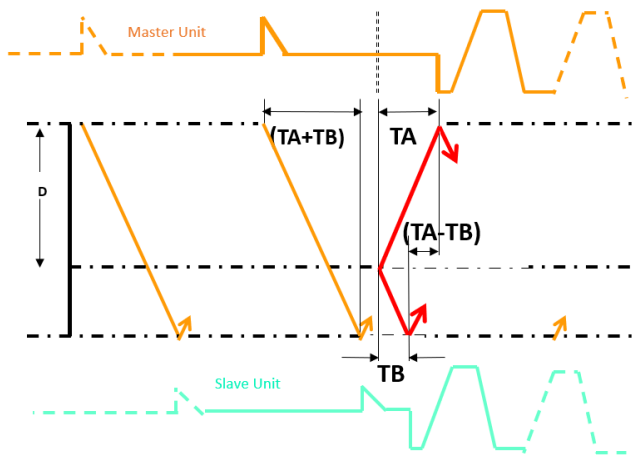 Master Unit
(TA+TB)
TA
D
(TA-TB)
TB
Slave Unit